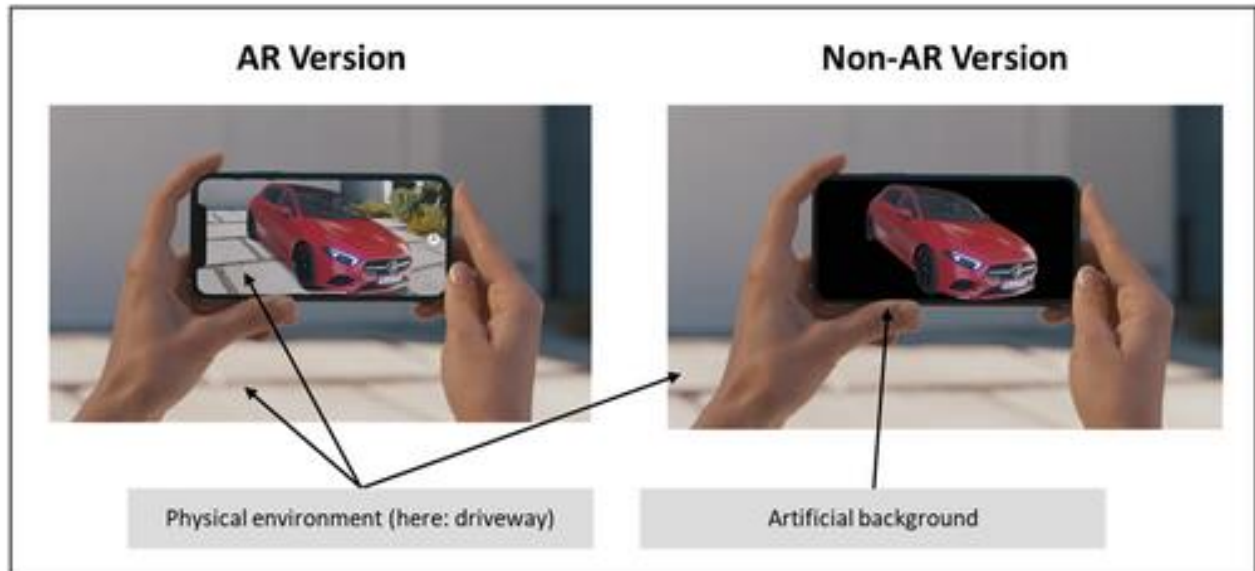 AR Version
Non-AR Version
Physical environment (here: driveway)
Artificial background